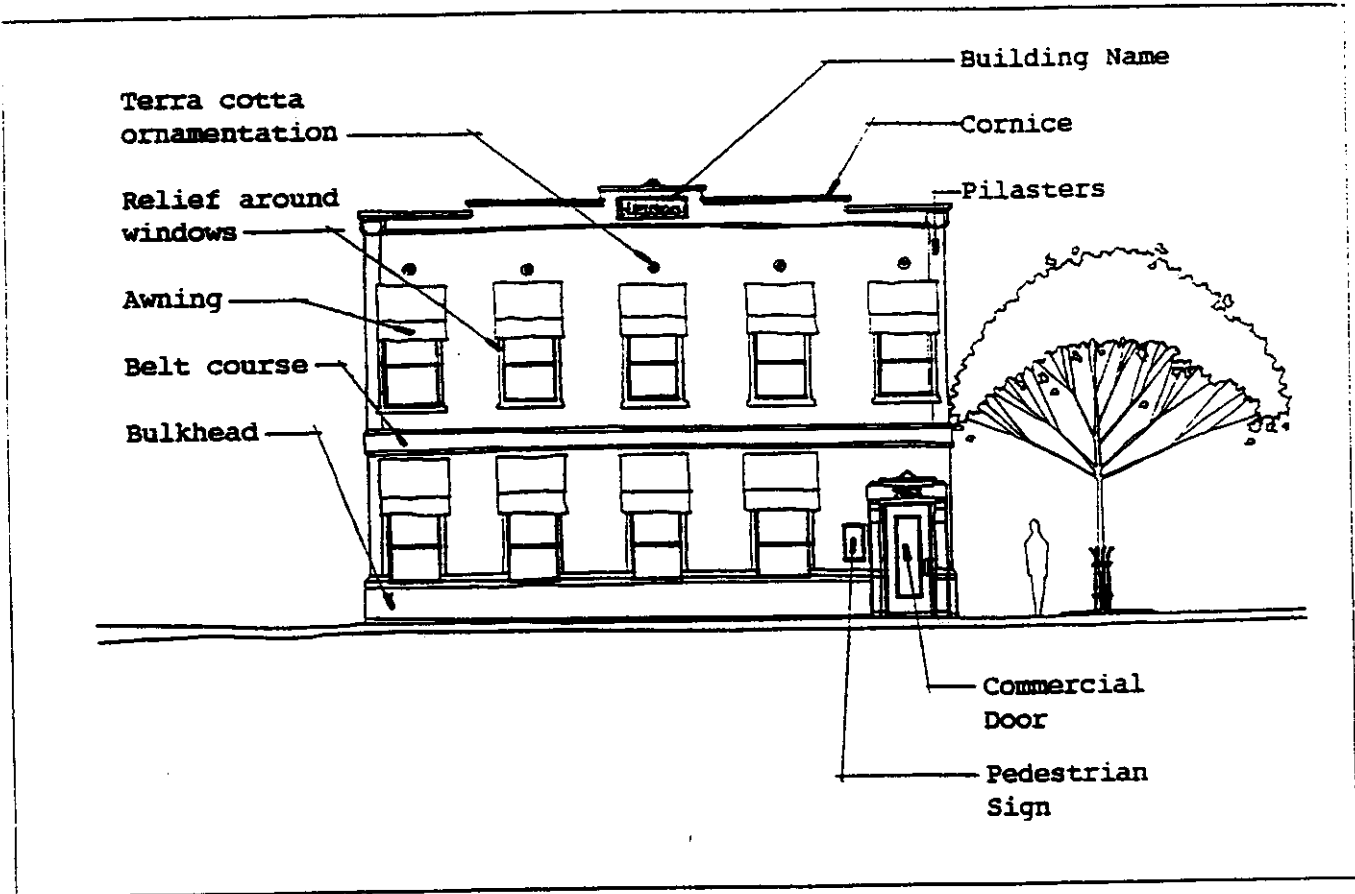 Terra cotta
ornamentation
Relief around
windows
Awning
Belt course
Bulkhead
Building Name
Cornice
Pilasters
Commercial
Door
Pedestrian
Sign